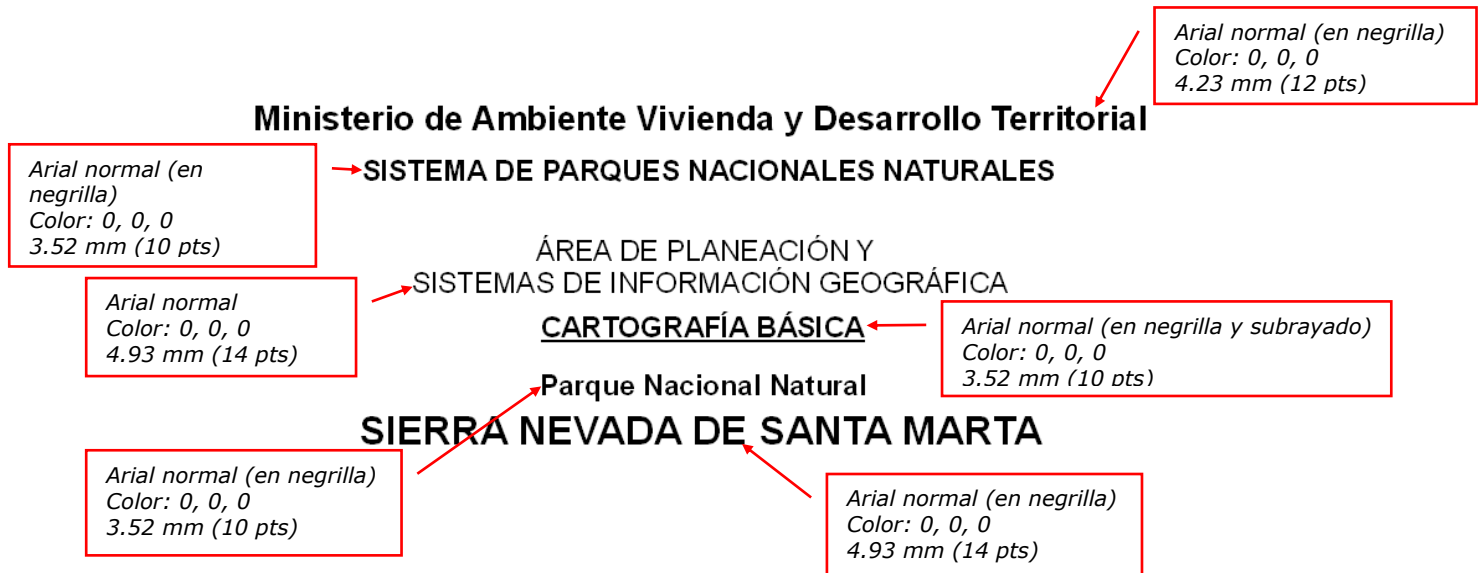 Arial normal (en negrilla)
Color: 0, 0, 0
4.23 mm (12 pts)
Ministerio de Ambiente Vivienda y Desarrollo Territorial
Arial normal (en
negrilla)
Color: 0, 0, 0
3.52 mm (10 pts)
SISTEMA DE PARQUES NACIONALES NATURALES
ÁREA DE PLANEACIÓN Y
SISTEMAS DE INFORMACIÓN GEOGRÁFICA
Arial normal
Color: 0, 0, 0
4.93 mm (14 pts)
CARTOGRAFÍA BÁSICA
Arial normal (en negrilla y subrayado)
Color: 0, 0, 0
3.52 mm (10 pts)
Parque Nacional Natural
SIERRA NEVADA DE SANTA MARTA
Arial normal (en negrilla)
Color: 0, 0, 0
3.52 mm (10 pts)
Arial normal (en negrilla)
Color: 0, 0, 0
4.93 mm (14 pts)